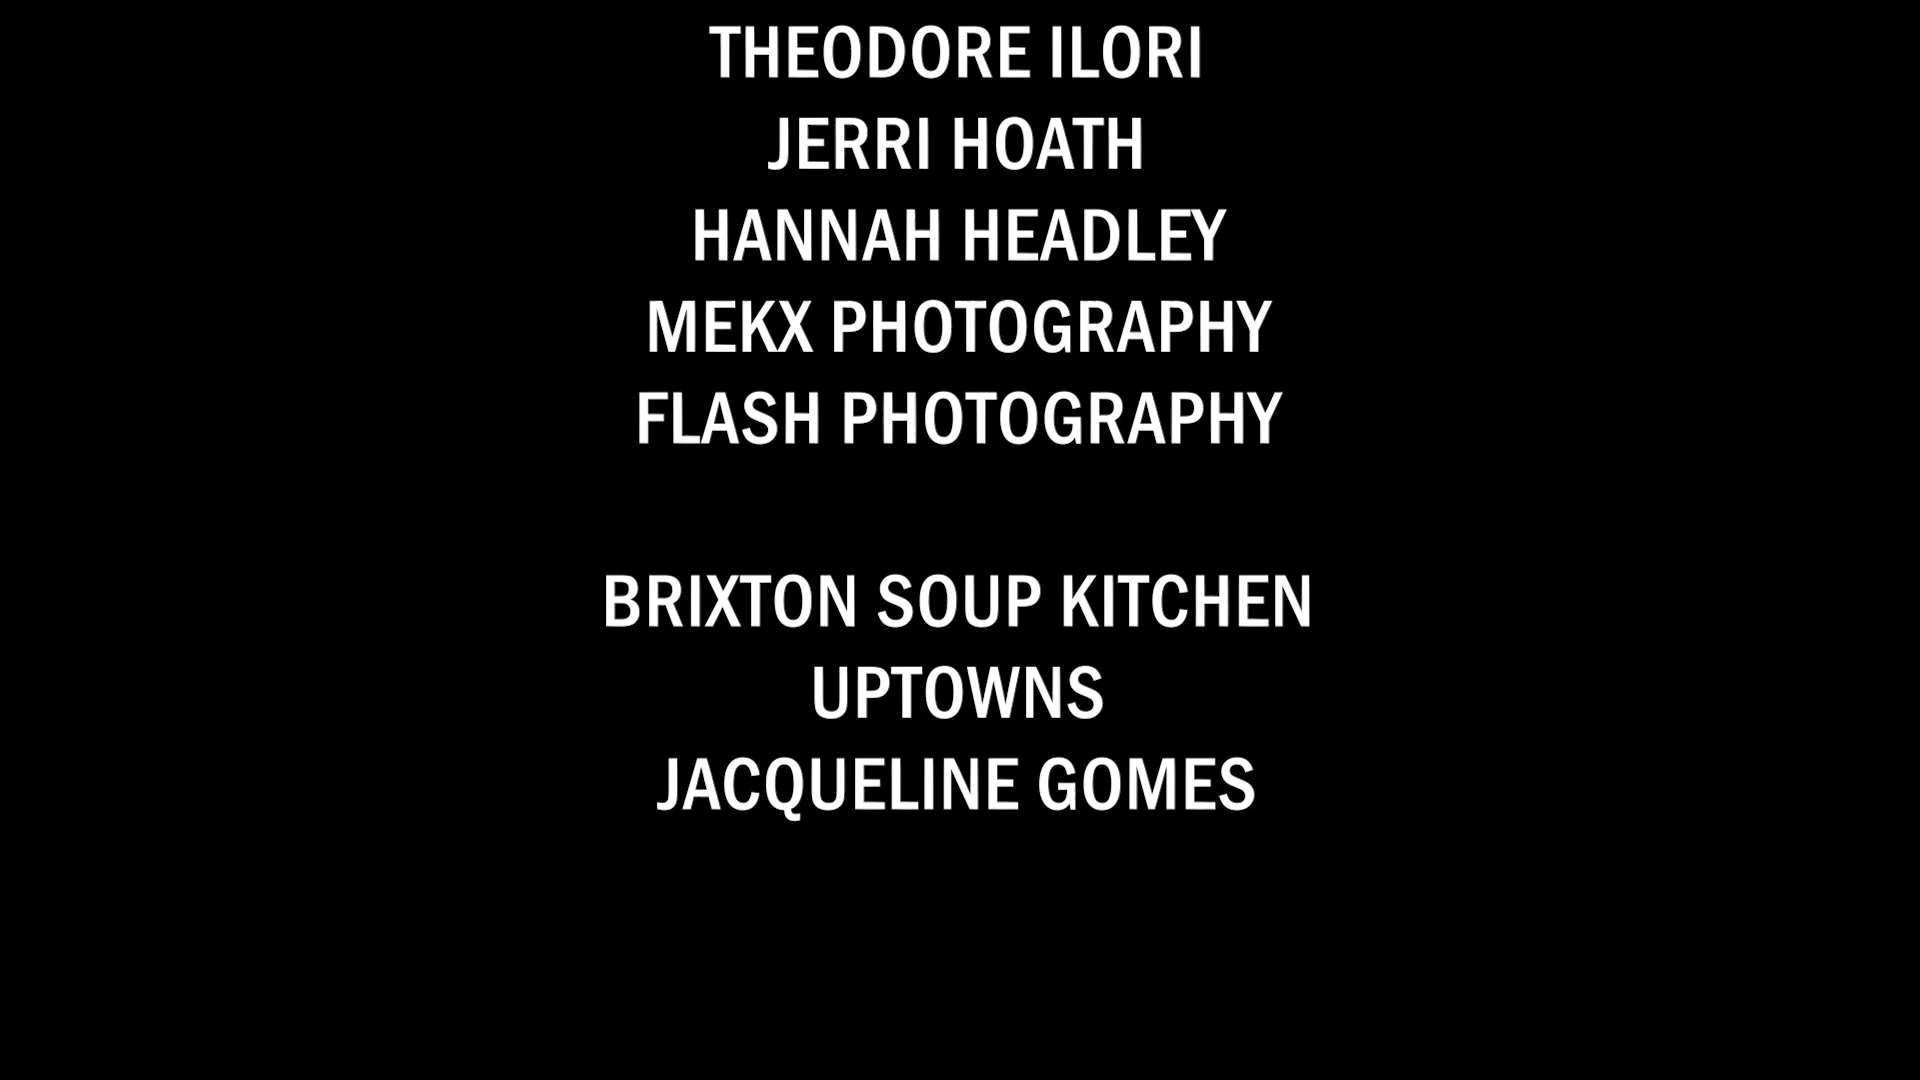 THEODORE ILORI
JERRI HOATH
HANNAH HEADLEY
MEKX PHOTOGRAPHY
FLASH PHOTOGRAPHY
BRIXTON SOUP KITCHEN
UPTOWNS
JACQUELINE GOMES